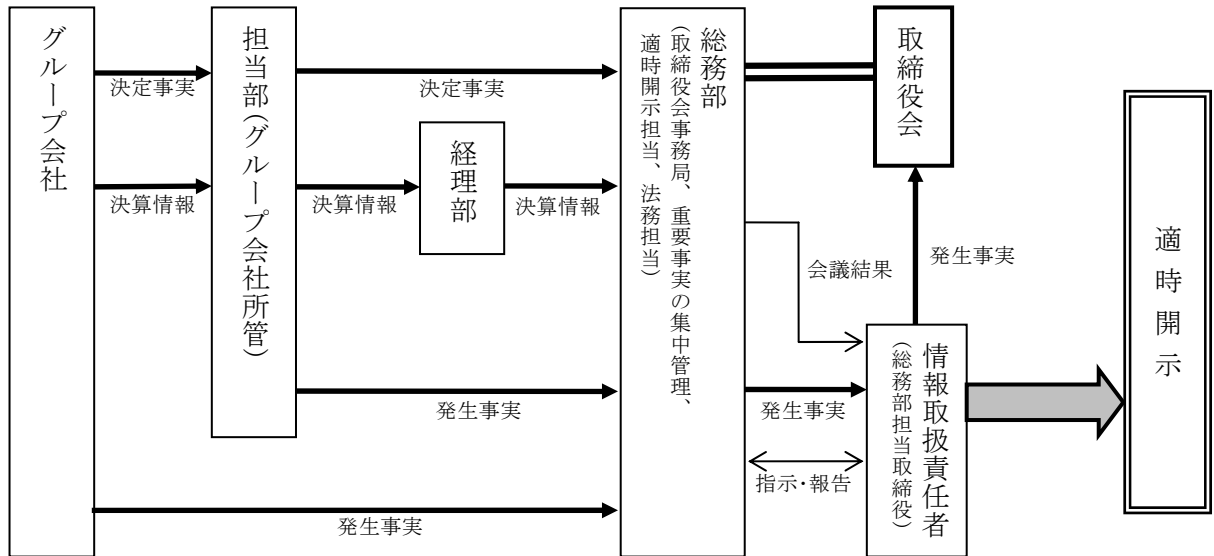 グループ会社
決定事実
決算情報
担当部(グループ会社所管)
決定事実
決算情報
経理部
決算情報
発生事実
発生事実
総務部
(取締役会事務局、重要事実の集中管理、
適時開示担当、法務担当)
取締役会
発生事実
会議結果
発生事実
指示・報告
情報取扱責任者
(総務部担当取締役)
適時開示